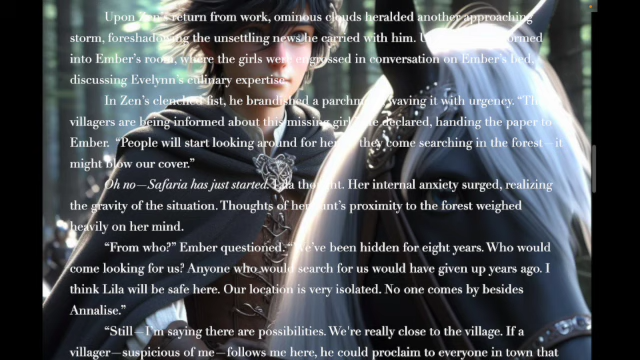 Upon Zen's return from work, ominous clouds heralded another approaching
storm, foreshadowing the unsettling news he carried with him. stormed
into Ember's room, where the girls were engrossed in conversation on Ember's bed,
discussing Evelynn's culinary expertise.
In Zen's clenched fist, he brandished a parchment, waving it with urgency. "The
villagers are being informed about this missing girl," he declared, handing the paper to
Ember. "People will start looking around for her. If they come searching in the forest—it
might blow our cover."
Oh no—Safaria has just started. Lila thought. Her internal anxiety surged, realizing
the gravity of the situation. Thoughts of her aunt's proximity to the forest weighed
heavily on her mind.
"From who?" Ember questioned. "We've been hidden for eight years. Who would
come looking for us? Anyone who would search for us would have given up years ago. I
think Lila will be safe here. Our location is very isolated. No one comes by besides
Annalise."
"Still—I'm saying there are possibilities. We're really close to the village. If a
villager—suspicious of me—follows me here, he could proclaim to everyone in town that